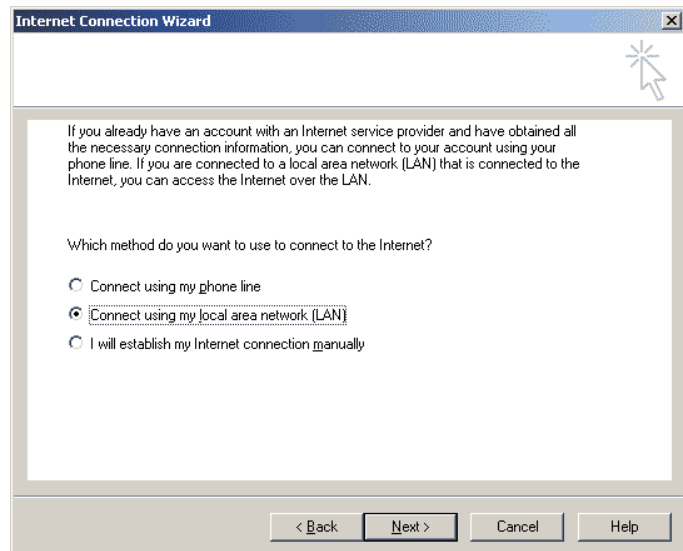 Internet Connection Wizard
If you already have an account with an Internet service provider and have obtained all
the necessary connection information, you can connect to your account using your
phone line. If you are connected to a local area network (LAN) that is connected to the
Internet, you can access the Internet over the LAN.
Which method do you want to use to connect to the Internet?
Connect using my phone line
Connect using my local area network (LAN)
I will establish my Internet connection manually
< Back Next > Cancel Help